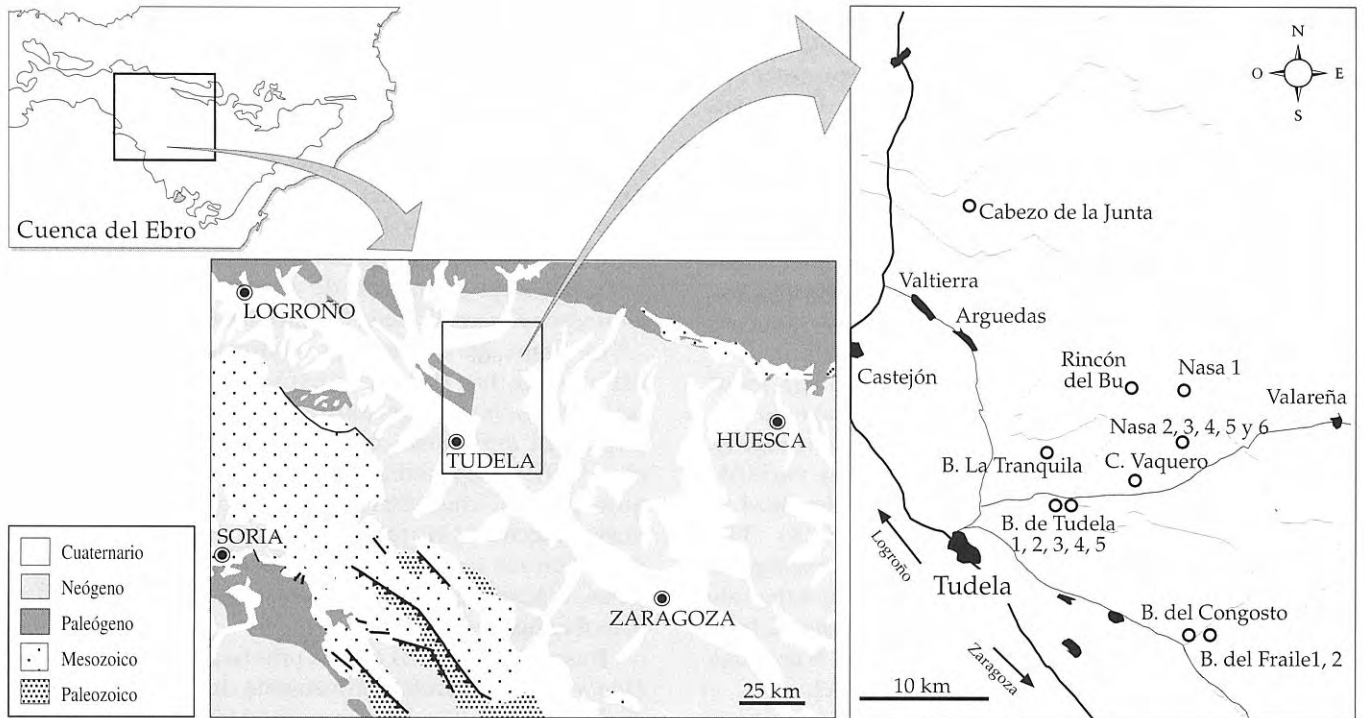 Cuenca del Ebro
LOGROÑO
TUDELA
HUESCA
SORIA
ZARAGOZA
25 km
Cuaternario
Neógeno
Paleógeno
Mesozoico
Paleozoico
N
O
E
S
Cabezo de la Junta
Valtierra
Arguedas
Castejón
Rincón
del Bu
Nasa 1
Valareña
Nasa 2, 3, 4, 5 y 6
B. La Tranquila
C. Vaquero
B. de Tudela
1, 2, 3, 4, 5
Logroño
Tudela
B. del Congosto
B. del Fraile1, 2
Zaragoza
10 km